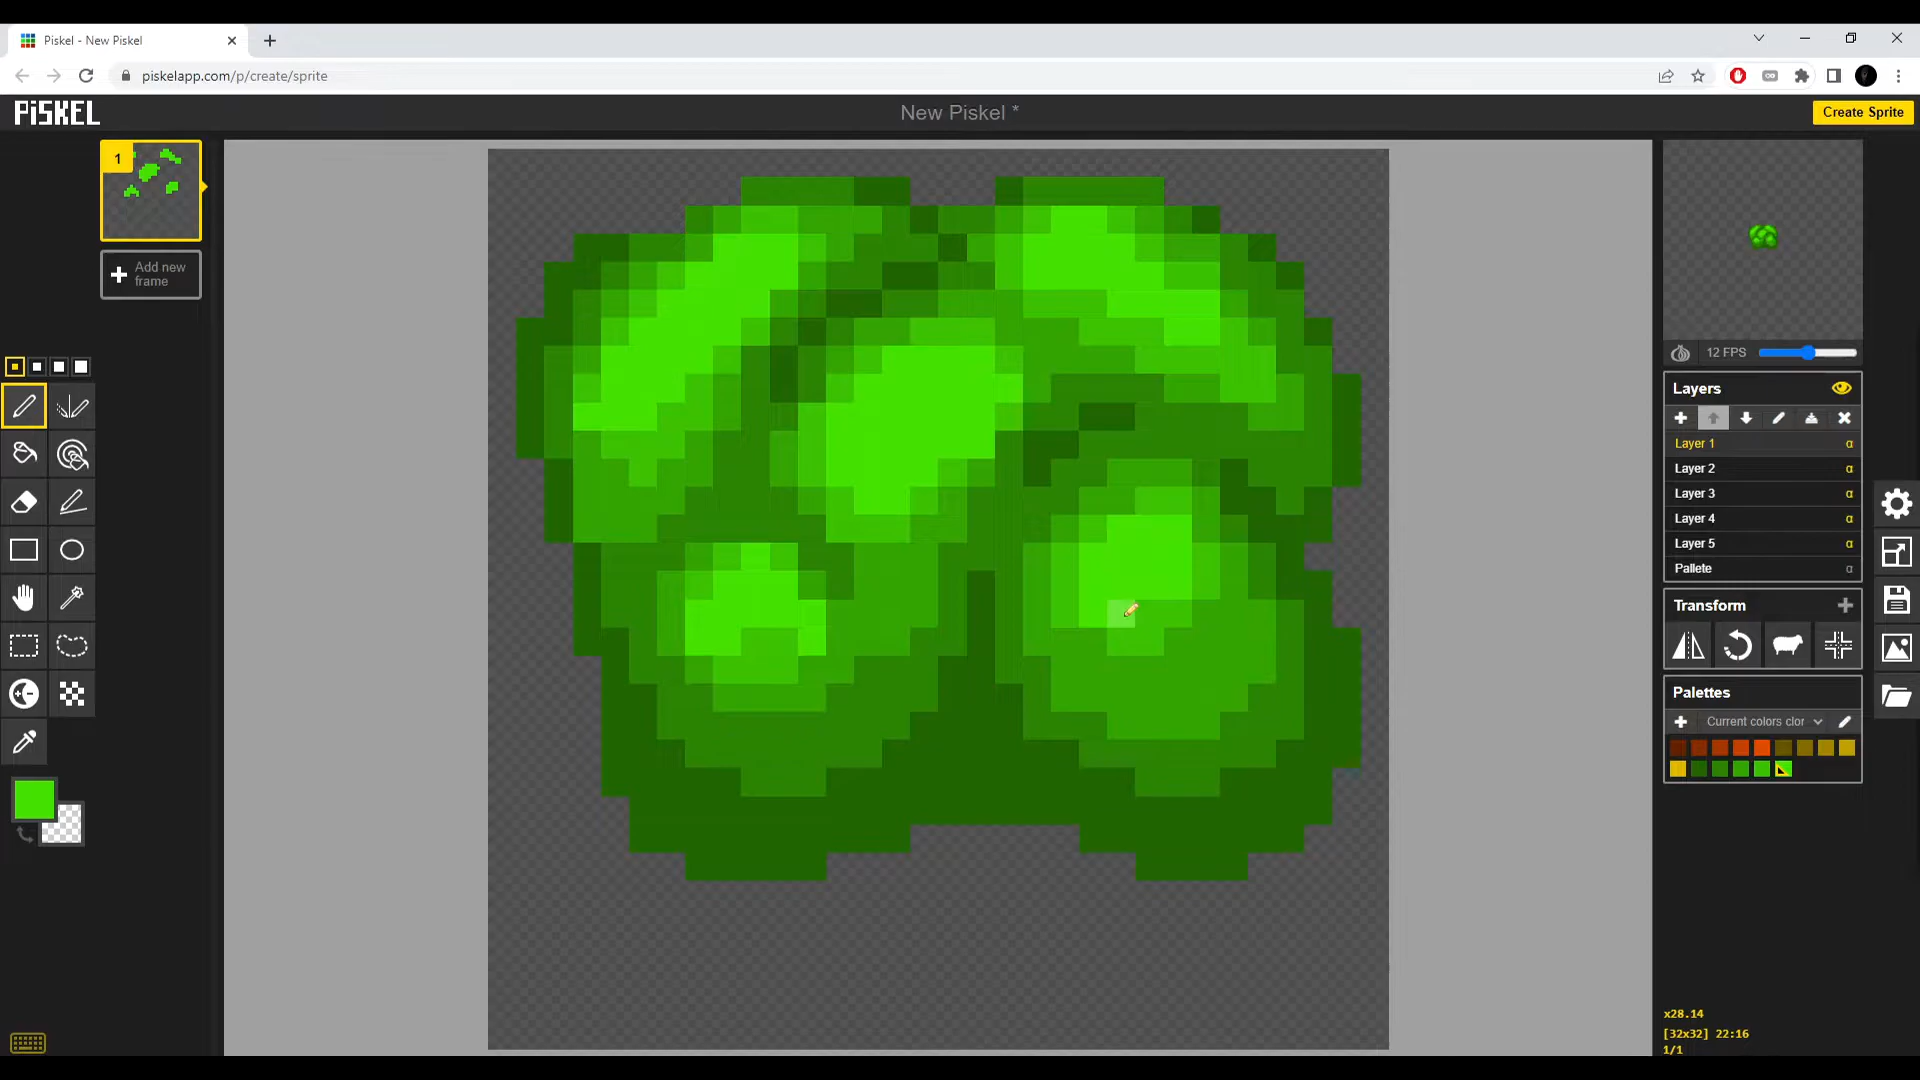 Piskel - New Piskel
piskelapp.com/p/create/sprite
PiSKEL
New Piskel *
Create Sprite
1
Add new
frame
12 FPS
Layers
Layer 1 α
Layer 2 α
Layer 3 α
Layer 4 α
Layer 5 α
Pallete α
Transform
Palettes
Current colors clor
x28.14
[32x32] 22:16
1/1